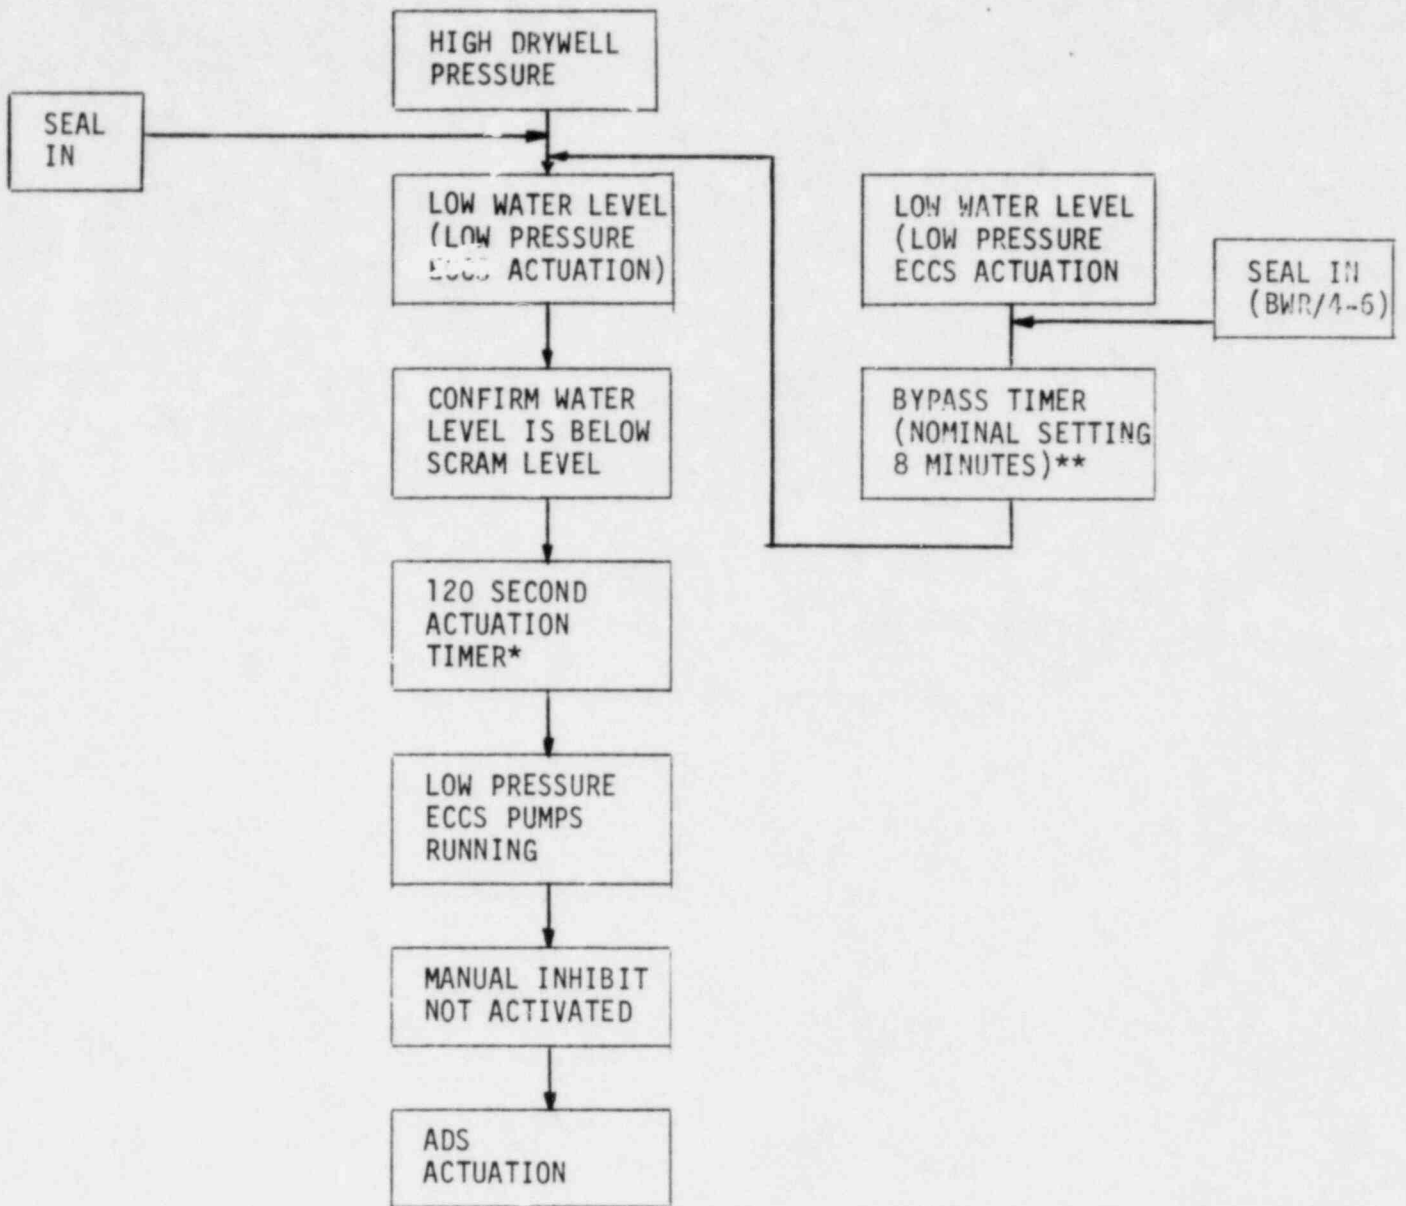 HIGH DRYWELL
PRESSURE
SEAL
IN
LOW WATER LEVEL
(LOW PRESSURE
ECCS ACTUATION)
CONFIRM WATER
LEVEL IS BELOW
SCRAM LEVEL
120 SECOND
ACTUATION
TIMER*
LOW PRESSURE
ECCS PUMPS
RUNNING
MANUAL INHIBIT
NOT ACTIVATED
ADS
ACTUATION
LOW WATER LEVEL
(LOW PRESSURE
ECCS ACTUATION
SEAL IN
(BWR/4-6)
BYPASS TIMER
(NOMINAL SETTING
8 MINUTES)**